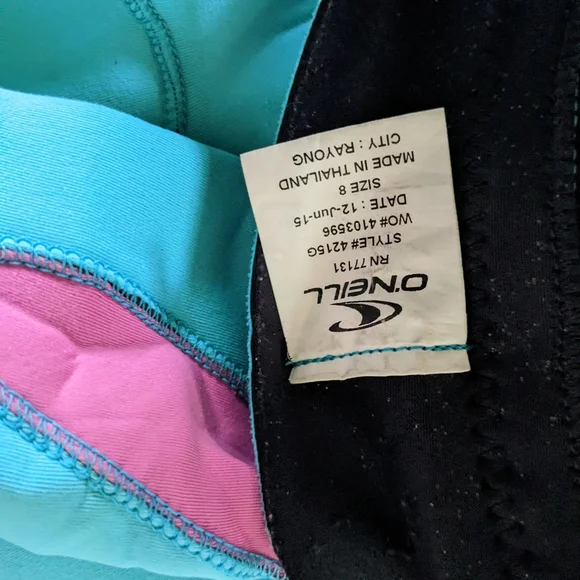 O'NEILL
RN 77131
STYLE# 4215G
WO# 4103596
DATE : 12-Jun-15
SIZE 8
MADE IN THAILAND
CITY : RAYONG